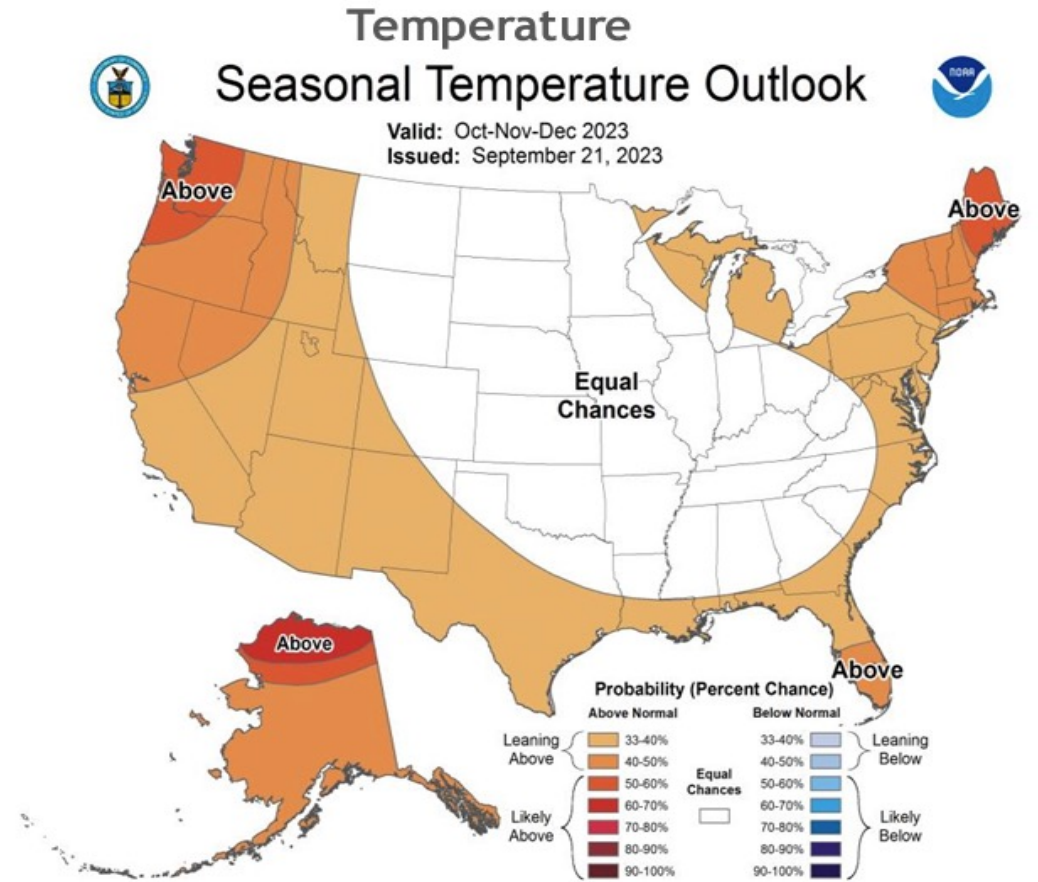 Temperature
Seasonal Temperature Outlook
NOAA
Valid: Oct-Nov-Dec 2023
Issued: September 21, 2023
Above
Above
Equal
Chances
Above
Above
Probability (Percent Chance)
Above Normal
Below Normal
Leaning
Above
33-40%
40-50%
Likely
Above
50-60%
60-70%
70-80%
80-90%
90-100%
Equal
Chances
33-40%
40-50%
Leaning
Below
50-60%
60-70%
70-80%
80-90%
90-100%
Likely
Below